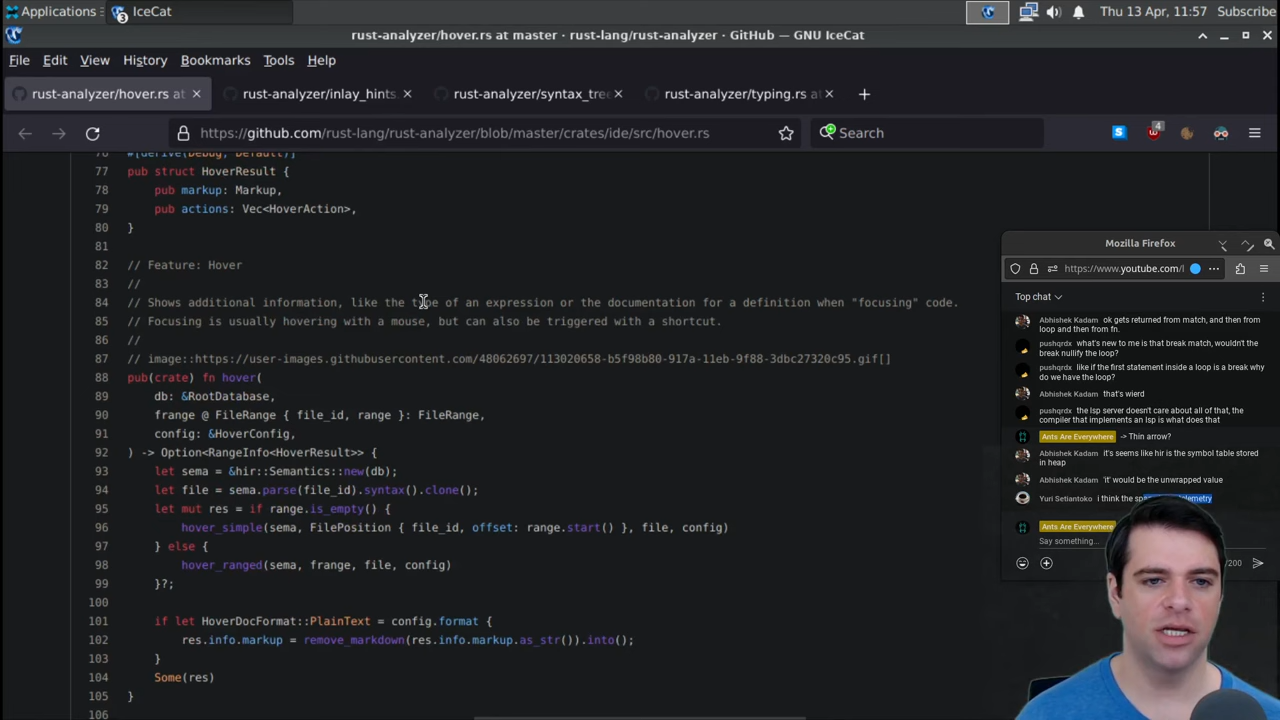 Applications
IceCat
Thu 13 Apr, 11:57 Subscribe
rust-analyzer/hover.rs at master · rust-lang/rust-analyzer · GitHub — GNU IceCat
File Edit View History Bookmarks Tools Help
rust-analyzer/hover.rs at
rust-analyzer/inlay_hints
rust-analyzer/syntax_tree
rust-analyzer/typing.rs at
https://github.com/rust-lang/rust-analyzer/blob/master/crates/ide/src/hover.rs
Search
4
76 #[derive(Debug, Default)]
77 pub struct HoverResult {
78 pub markup: Markup,
79 pub actions: Vec<HoverAction>,
80 }
81
82 // Feature: Hover
83 //
84 // Shows additional information, like the type of an expression or the documentation for a definition when "focusing" code.
85 // Focusing is usually hovering with a mouse, but can also be triggered with a shortcut.
86 //
87 // image::https://user-images.githubusercontent.com/48062697/113020658-b5f98b80-917a-11eb-9f88-3dbc27320c95.gif[]
88 pub(crate) fn hover(
89 db: &RootDatabase,
90 frange @ FileRange { file_id, range }: FileRange,
91 config: &HoverConfig,
92 ) -> Option<RangeInfo<HoverResult>> {
93 let sema = &hir::Semantics::new(db);
94 let file = sema.parse(file_id).syntax().clone();
95 let mut res = if range.is_empty() {
96 hover_simple(sema, FilePosition { file_id, offset: range.start() }, file, config)
97 } else {
98 hover_ranged(sema, frange, file, config)
99 }?;
100
101 if let HoverDocFormat::PlainText = config.format {
102 res.info.markup = remove_markdown(res.info.markup.as_str()).into();
103 }
104 Some(res)
105 }
106
Mozilla Firefox
https://www.youtube.com/l
Top chat
Abhishek Kadam ok gets returned from match, and then from
loop and then from fn.
pushqrdx what's new to me is that break match, wouldn't the
break nullify the loop?
pushqrdx like if the first statement inside a loop is a break why
do we have the loop?
Abhishek Kadam that's wierd
pushqrdx the lsp server doesn't care about all of that, the
compiler that implements an lsp is what does that
Ants Are Everywhere -> Thin arrow?
Abhishek Kadam it's seems like hir is the symbol table stored
in heap
Abhishek Kadam 'it' would be the unwrapped value
Yuri Setiantoko i think the
Ants Are Everywhere
Say something...
/200